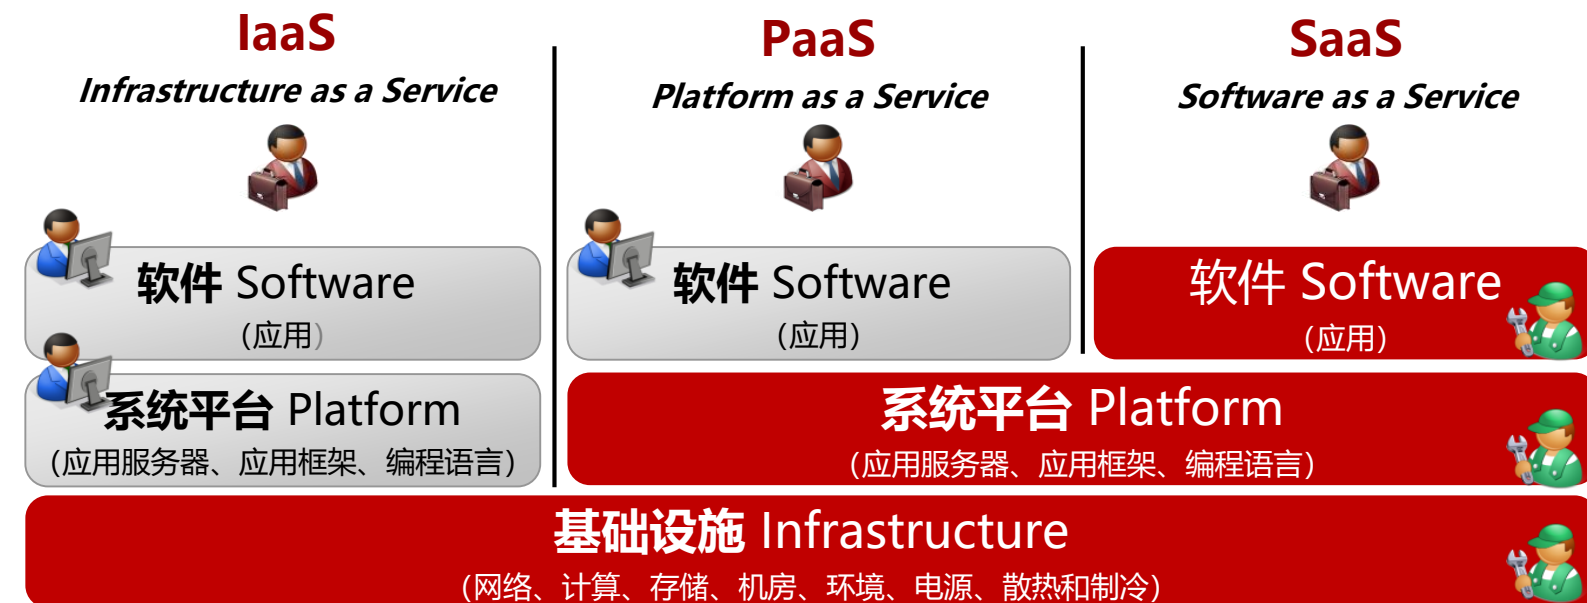 IaaS
Infrastructure as a Service
软件 Software
(应用)
系统平台 Platform
(应用服务器、应用框架、编程语言)
PaaS
Platform as a Service
软件 Software
(应用)
SaaS
Software as a Service
软件 Software
(应用)
系统平台 Platform
(应用服务器、应用框架、编程语言)
基础设施 Infrastructure
(网络、计算、存储、机房、环境、电源、散热和制冷)